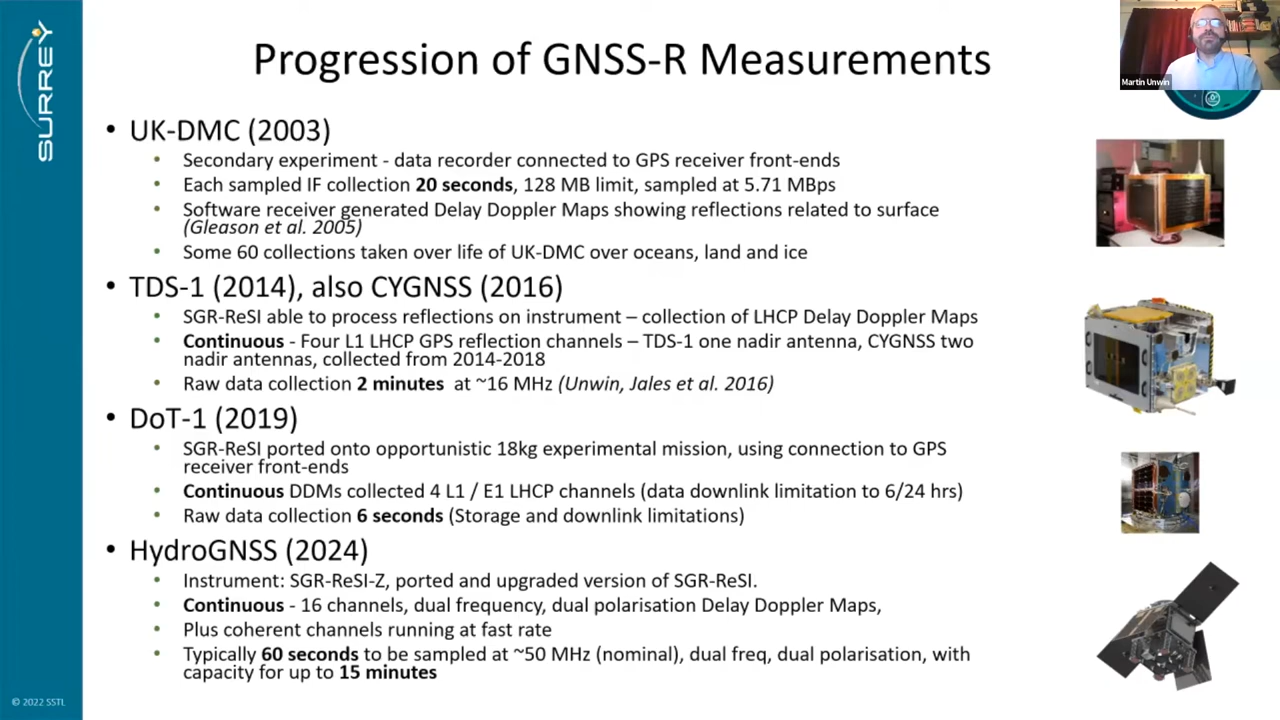 SURREY
Progression of GNSS-R Measurements
Martin Unwin
• UK-DMC (2003)
• Secondary experiment - data recorder connected to GPS receiver front-ends
• Each sampled IF collection 20 seconds, 128 MB limit, sampled at 5.71 MBps
• Software receiver generated Delay Doppler Maps showing reflections related to surface
(Gleason et al. 2005)
• Some 60 collections taken over life of UK-DMC over oceans, land and ice
• TDS-1 (2014), also CYGNSS (2016)
• SGR-ReSI able to process reflections on instrument – collection of LHCP Delay Doppler Maps
• Continuous - Four L1 LHCP GPS reflection channels – TDS-1 one nadir antenna, CYGNSS two
nadir antennas, collected from 2014-2018
• Raw data collection 2 minutes at ~16 MHz (Unwin, Jales et al. 2016)
• DoT-1 (2019)
• SGR-ReSI ported onto opportunistic 18kg experimental mission, using connection to GPS
receiver front-ends
• Continuous DDMs collected 4 L1 / E1 LHCP channels (data downlink limitation to 6/24 hrs)
• Raw data collection 6 seconds (Storage and downlink limitations)
• HydroGNSS (2024)
• Instrument: SGR-ReSI-Z, ported and upgraded version of SGR-ReSI.
• Continuous - 16 channels, dual frequency, dual polarisation Delay Doppler Maps,
• Plus coherent channels running at fast rate
• Typically 60 seconds to be sampled at ~50 MHz (nominal), dual freq, dual polarisation, with
capacity for up to 15 minutes
© 2022 SSTL